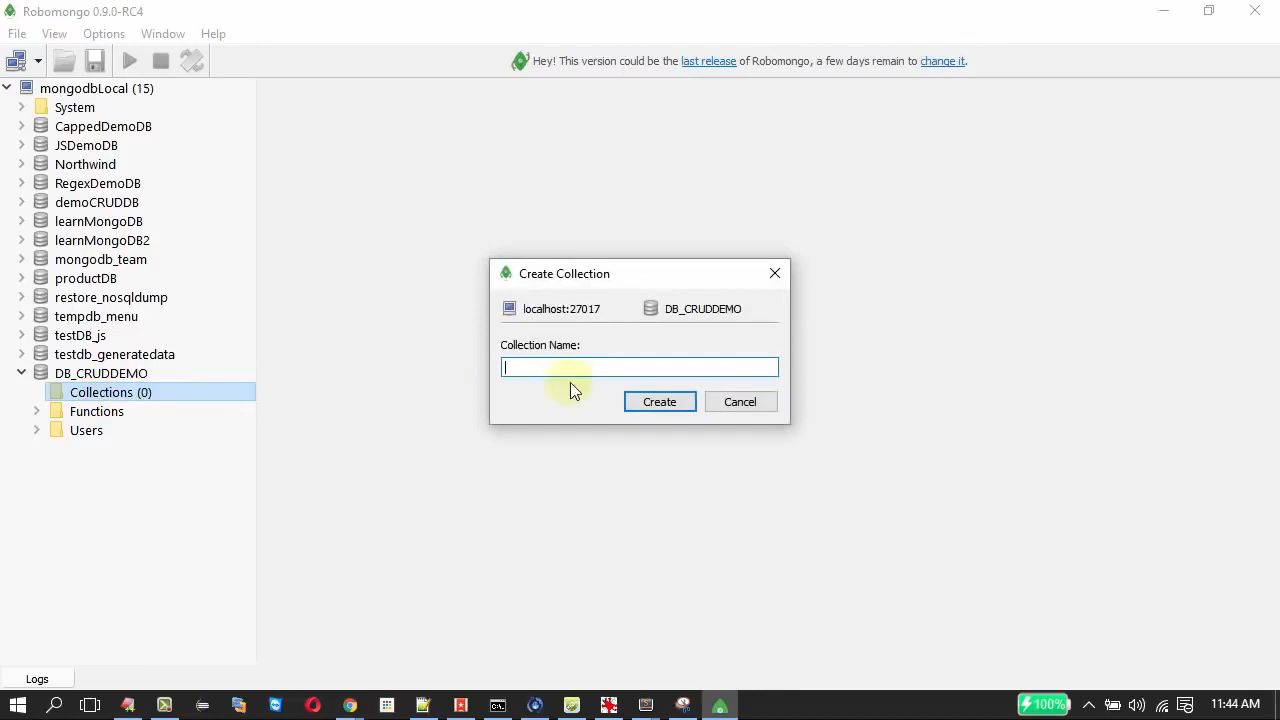 Robomongo 0.9.0-RC4
File View Options Window Help
Hey! This version could be the last release of Robomongo, a few days remain to change it.
mongodbLocal (15)
System
CappedDemoDB
JSDemoDB
Northwind
RegexDemoDB
demoCRUDDB
learnMongoDB
learnMongoDB2
mongodb_team
productDB
restore_nosqldump
tempdb_menu
testDB_js
testdb_generatedata
DB_CRUDDEMO
Collections (0)
Functions
Users
Create Collection
localhost:27017 DB_CRUDDEMO
Collection Name:
Create Cancel
Logs
100% 11:44 AM